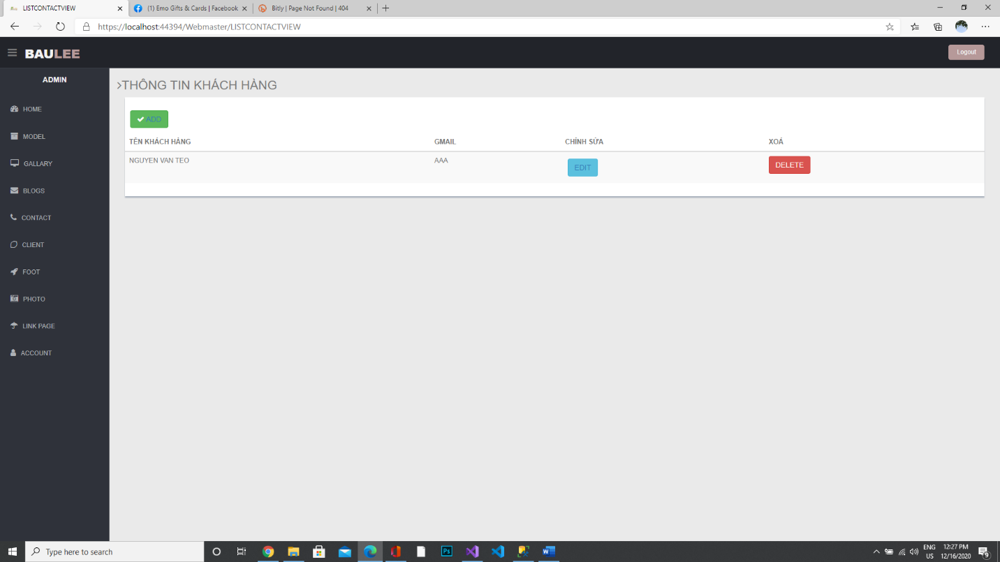 LISTCONTACTVIEW
(1) Emo Gifts & Cards | Facebook
Bitly | Page Not Found | 404
https://localhost:44394/Webmaster/LISTCONTACTVIEW
BAULEE
Logout
ADMIN
HOME
MODEL
GALLARY
BLOGS
CONTACT
CLIENT
FOOT
PHOTO
LINK PAGE
ACCOUNT
THÔNG TIN KHÁCH HÀNG
ADD
TÊN KHÁCH HÀNG GMAIL CHỈNH SỬA XOÁ
NGUYEN VAN TEO AAA EDIT DELETE
Type here to search
Ps
W
ENG
US
12:27 PM
12/16/2020
9